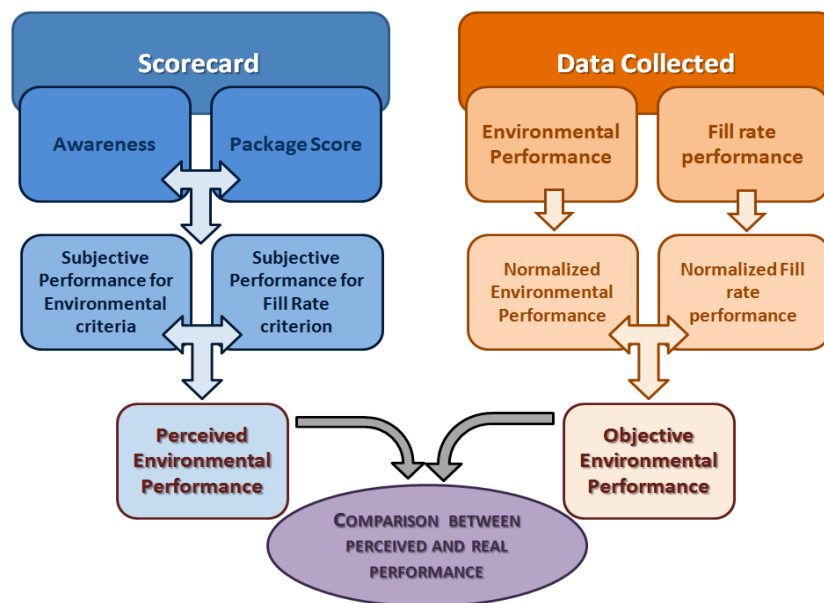 Scorecard
Awareness
Package Score
Subjective
Performance for
Environmental
criteria
Subjective
Performance for
Fill Rate
criterion
Perceived
Environmental
Performance
Data Collected
Environmental
Performance
Fill rate
performance
Normalized
Environmental
Performance
Normalized Fill
rate
performance
Objective
Environmental
Performance
COMPARISON BETWEEN
PERCEIVED AND REAL
PERFORMANCE